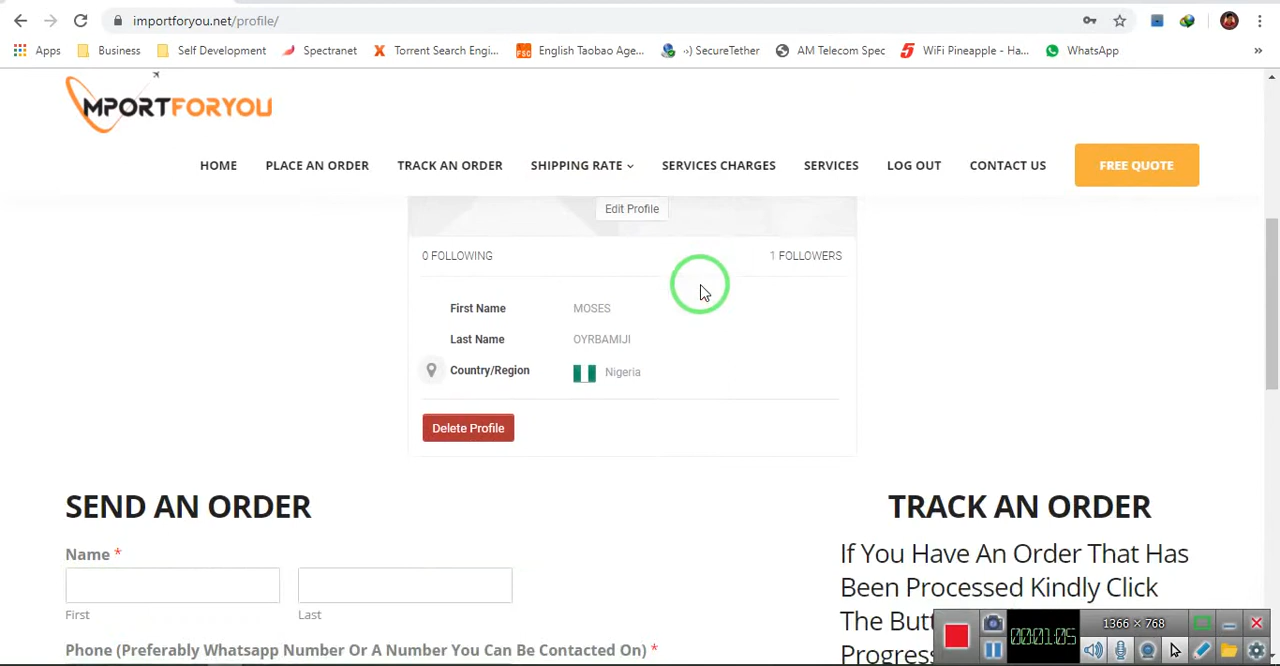 importforyou.net/profile/
Apps Business Self Development Spectranet Torrent Search Engi... English Taobao Age... ·») SecureTether AM Telecom Spec WiFi Pineapple - Ha... WhatsApp »
MPORTFORYOU
HOME PLACE AN ORDER TRACK AN ORDER SHIPPING RATE SERVICES CHARGES SERVICES LOG OUT CONTACT US FREE QUOTE
Edit Profile
0 FOLLOWING 1 FOLLOWERS
First Name MOSES
Last Name OYRBAMIJI
Country/Region Nigeria
Delete Profile
SEND AN ORDER
Name *
First Last
Phone (Preferably Whatsapp Number Or A Number You Can Be Contacted On) *
TRACK AN ORDER
If You Have An Order That Has
Been Processed Kindly Click
The
1366 × 768
00:01:05